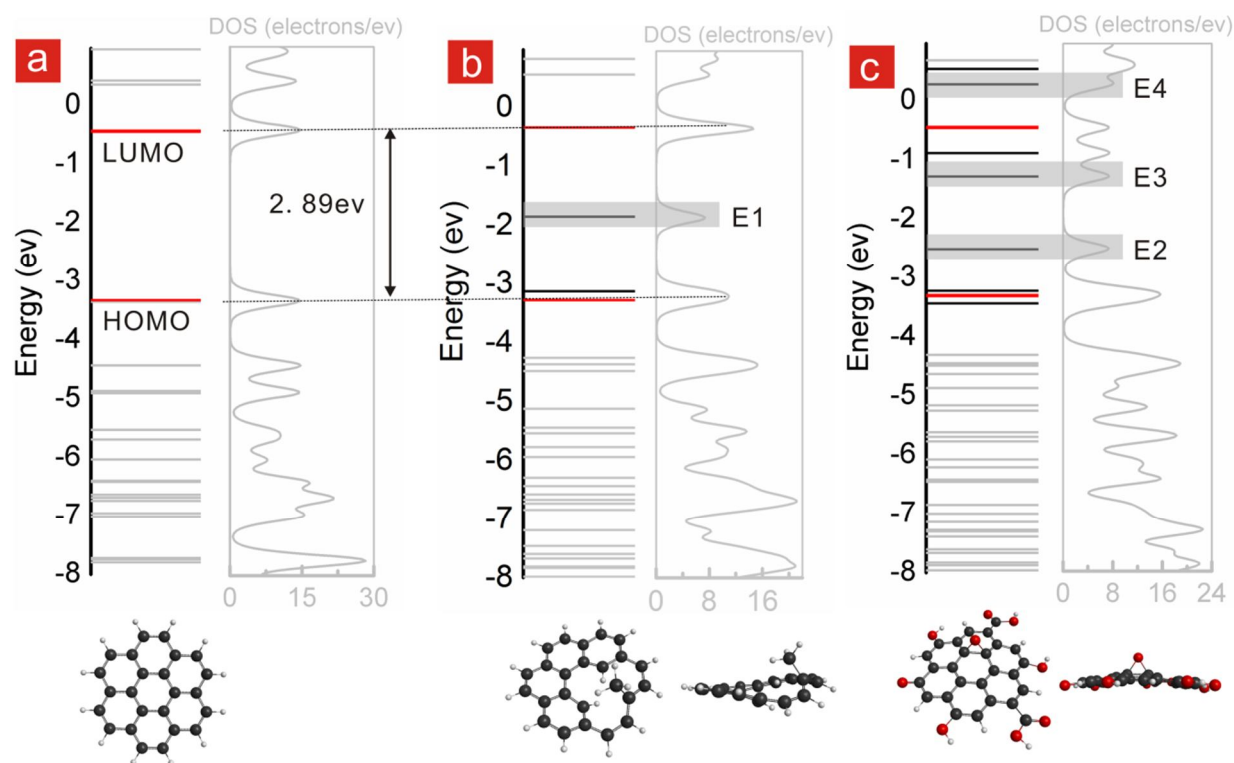 a
DOS (electrons/ev)
Energy (ev)
0
-1
-2
-3
-4
-5
-6
-7
-8
LUMO
HOMO
2. 89ev
0 15 30
b
DOS (electrons/ev)
Energy (ev)
0
-1
-2
-3
-4
-5
-6
-7
-8
E1
0 8 16
c
DOS (electrons/ev)
Energy (ev)
0
-1
-2
-3
-4
-5
-6
-7
-8
E4
E3
E2
0 8 16 24